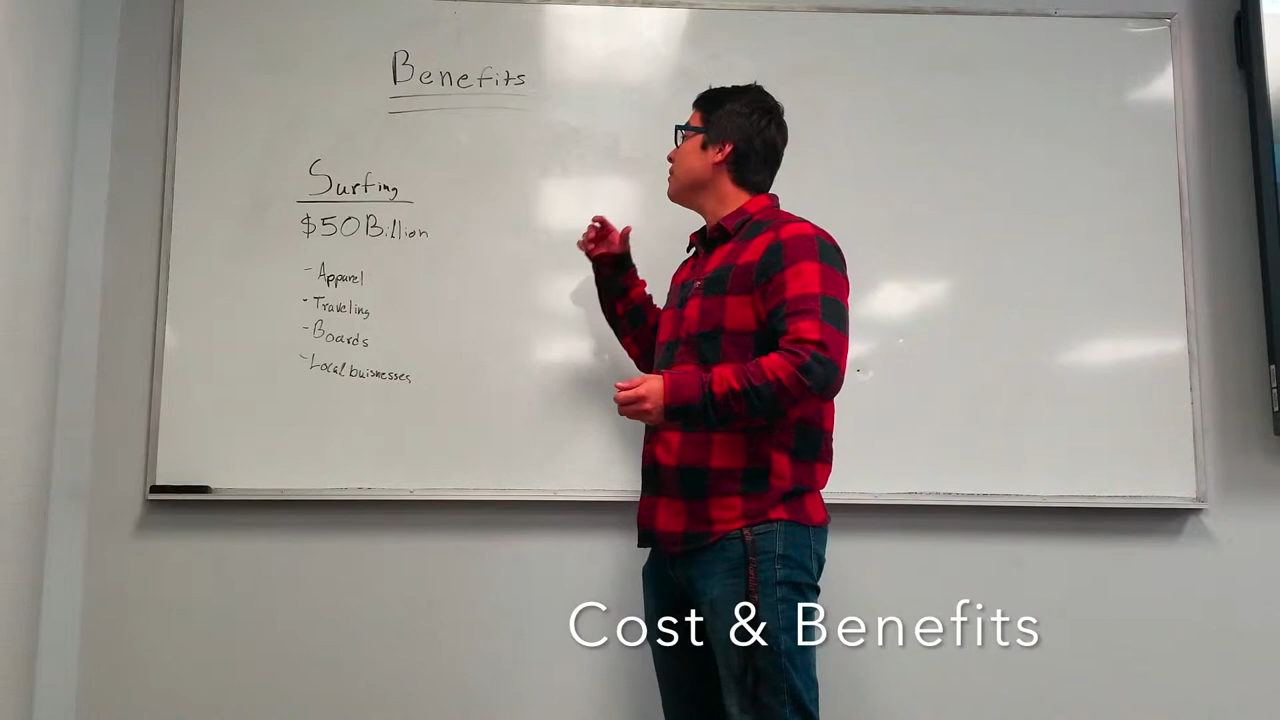 Benefits
Surfing
$50 Billion
- Apparel
- Traveling
- Boards
- Local buisnesses
Cost & Benefits